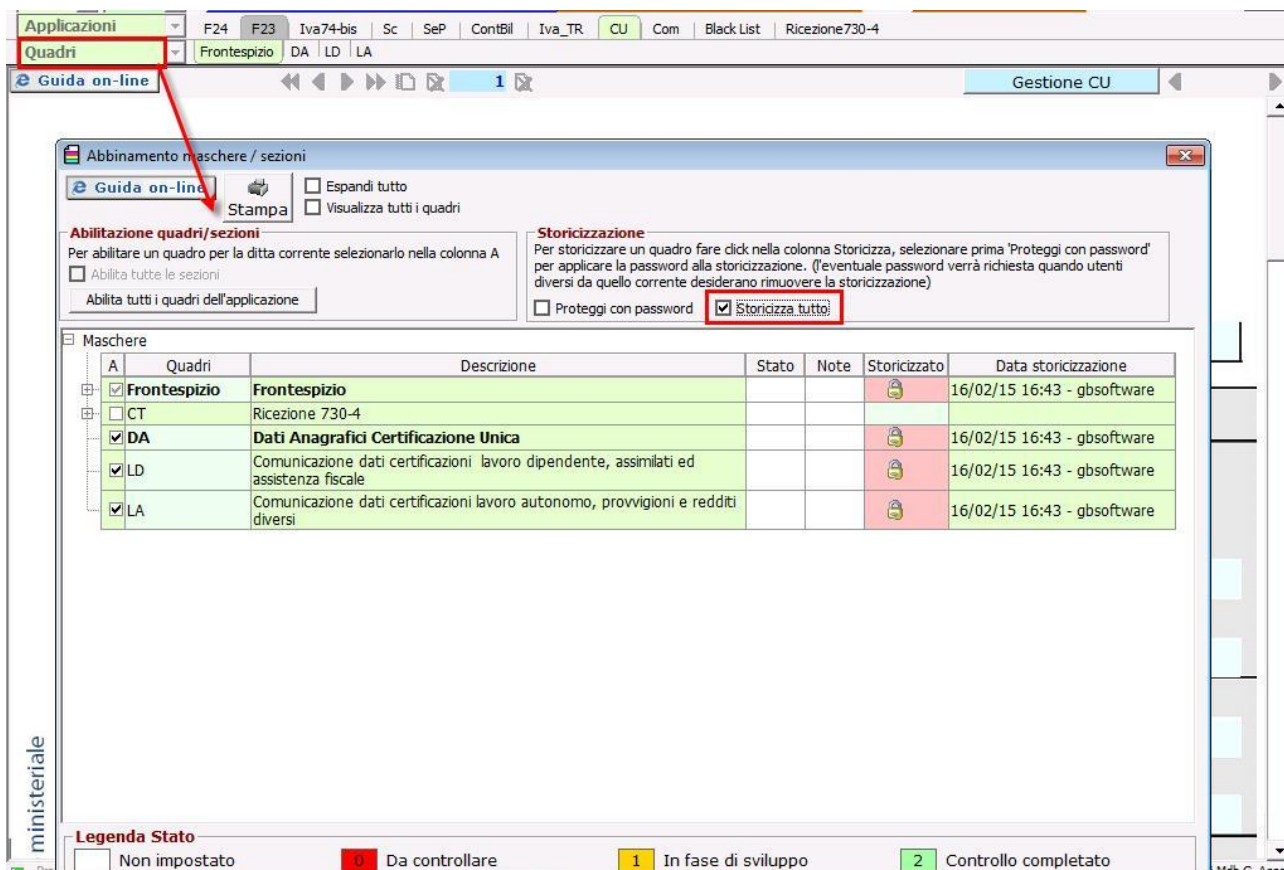 Applicazioni F24 F23 Iva74-bis Sc SeP ContBil Iva_TR CU Com Black List Ricezione730-4
Quadri Frontespizio DA LD LA
Guida on-line 1 Gestione CU
Abbinamento maschere / sezioni
Guida on-line Stampa
Espandi tutto
Visualizza tutti i quadri
Abilitazione quadri/sezioni
Per abilitare un quadro per la ditta corrente selezionarlo nella colonna A
Abilita tutte le sezioni
Abilita tutti i quadri dell'applicazione
Storicizzazione
Per storicizzare un quadro fare click nella colonna Storicizza, selezionare prima 'Proteggi con password'
per applicare la password alla storicizzazione. (l'eventuale password verrà richiesta quando utenti
diversi da quello corrente desiderano rimuovere la storicizzazione)
Proteggi con password Storicizza tutto
Maschere
A Quadri Descrizione Stato Note Storicizzato Data storicizzazione
Frontespizio Frontespizio 16/02/15 16:43 - gbsoftware
CT Ricezione 730-4
DA Dati Anagrafici Certificazione Unica 16/02/15 16:43 - gbsoftware
LD Comunicazione dati certificazioni lavoro dipendente, assimilati ed
assistenza fiscale 16/02/15 16:43 - gbsoftware
LA Comunicazione dati certificazioni lavoro autonomo, provvigioni e redditi
diversi 16/02/15 16:43 - gbsoftware
ministeriale
Legenda Stato
Non impostato 0 Da controllare 1 In fase di sviluppo 2 Controllo completato